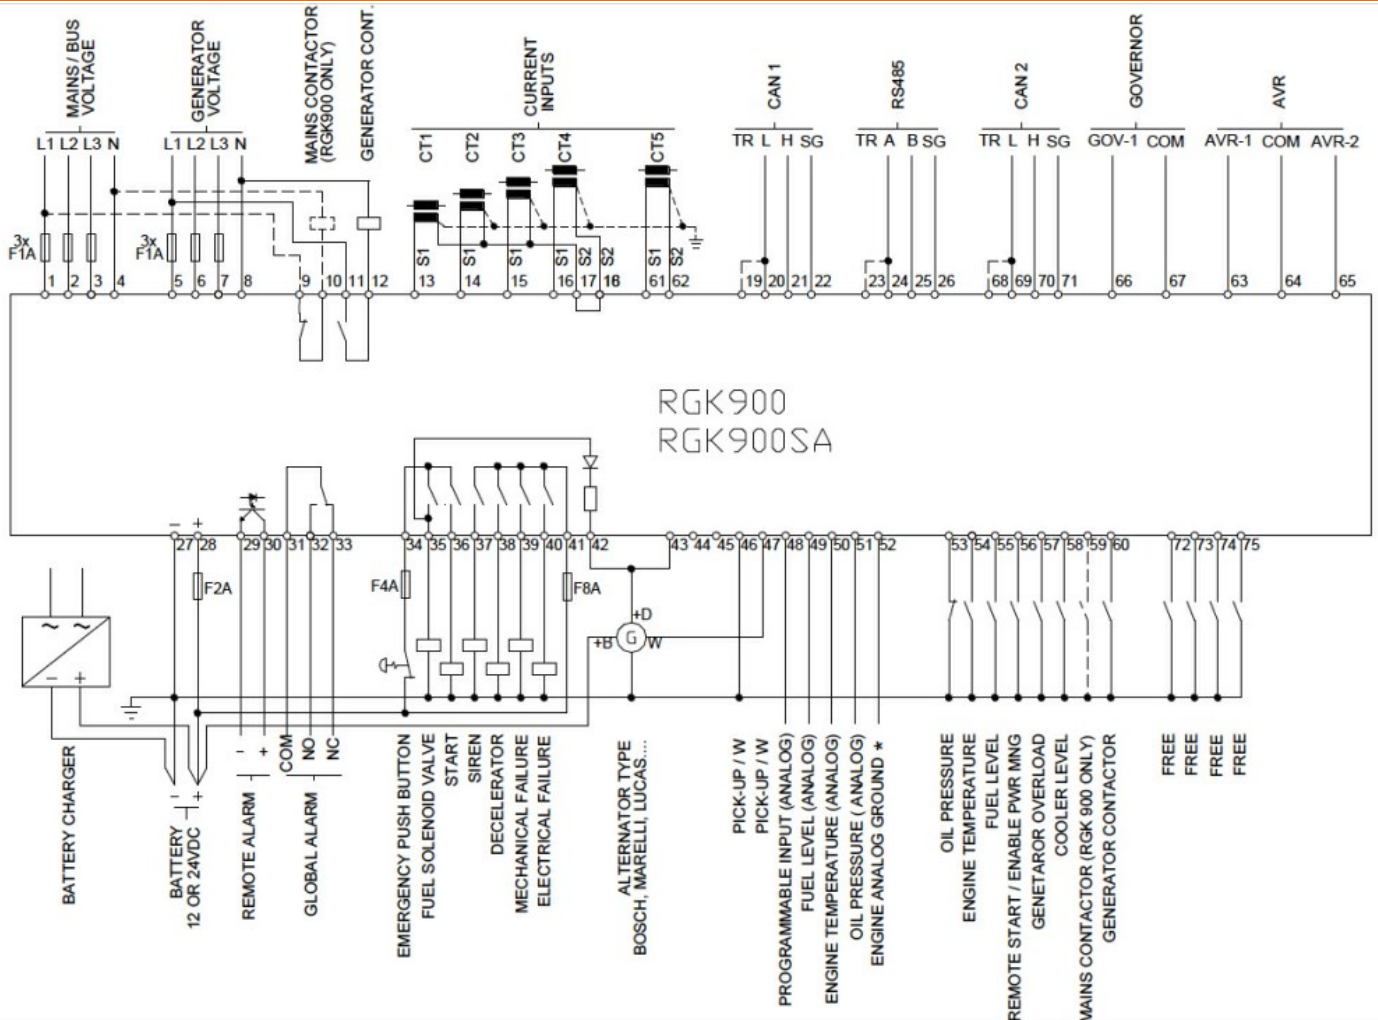 MAINS / BUS
VOLTAGE
GENERATOR
VOLTAGE
MAINS CONTACTOR
(RGK900 ONLY)
GENERATOR CONT.
CURRENT
INPUTS
CAN 1
RS485
CAN 2
GOVERNOR
AVR
L1 L2 L3 N
L1 L2 L3 N
CT1 CT2 CT3 CT4 CT5
TR L H SG
TR A B SG
TR L H SG
GOV-1 COM
AVR-1 COM AVR-2
3x
F1A
3x
F1A
S1 S1 S1 S1 S2 S1 S2
1 2 3 4 5 6 7 8 9 10 11 12 13 14 15 16 17 18 61 62 19 20 21 22 23 24 25 26 68 69 70 71 66 67 63 64 65
RGK900
RGK900SA
− +
27 28 29 30 31 32 33 34 35 36 37 38 39 40 41 42 43 44 45 46 47 48 49 50 51 52 53 54 55 56 57 58 59 60 72 73 74 75
F2A
F4A
F8A
+D
+B G W
~ ~
− +
− +
COM
NO
NC
− +
BATTERY CHARGER
BATTERY
12 OR 24VDC
REMOTE ALARM
GLOBAL ALARM
EMERGENCY PUSH BUTTON
FUEL SOLENOID VALVE
START
SIREN
DECELERATOR
MECHANICAL FAILURE
ELECTRICAL FAILURE
ALTERNATOR TYPE
BOSCH, MARELLI, LUCAS....
PICK-UP / W
PICK-UP / W
PROGRAMMABLE INPUT (ANALOG)
FUEL LEVEL (ANALOG)
ENGINE TEMPERATURE (ANALOG)
OIL PRESSURE ( ANALOG)
ENGINE ANALOG GROUND *
OIL PRESSURE
ENGINE TEMPERATURE
FUEL LEVEL
REMOTE START / ENABLE PWR MNG
GENETAROR OVERLOAD
COOLER LEVEL
MAINS CONTACTOR (RGK 900 ONLY)
GENERATOR CONTACTOR
FREE
FREE
FREE
FREE